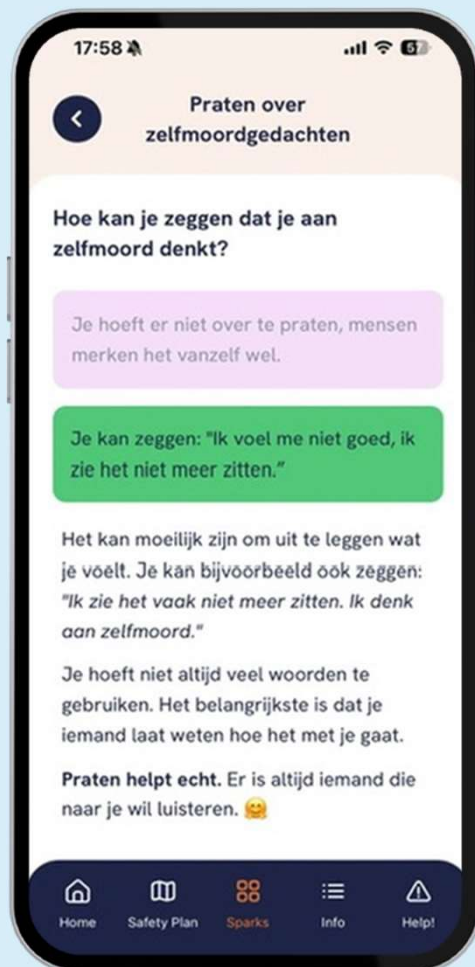 17:58
67
Praten over
zelfmoordgedachten
Hoe kan je zeggen dat je aan
zelfmoord denkt?
Je hoeft er niet over te praten, mensen
merken het vanzelf wel.
Je kan zeggen: "Ik voel me niet goed, ik
zie het niet meer zitten.”
Het kan moeilijk zijn om uit te leggen wat
je voelt. Je kan bijvoorbeeld ook zeggen:
"Ik zie het vaak niet meer zitten. Ik denk
aan zelfmoord."
Je hoeft niet altijd veel woorden te
gebruiken. Het belangrijkste is dat je
iemand laat weten hoe het met je gaat.
Praten helpt echt. Er is altijd iemand die
naar je wil luisteren. 🤗
Home Safety Plan Sparks Info Help!